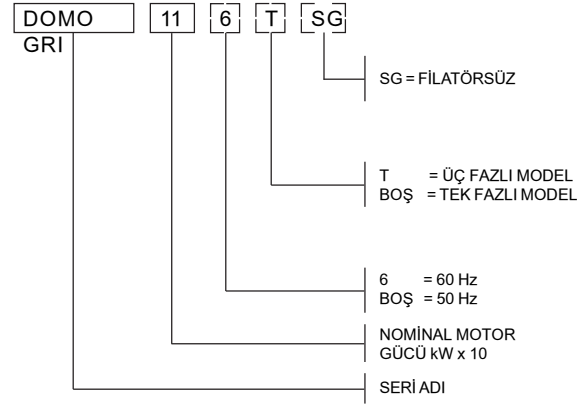 DOMO 11 6 T SG
GRI
SG = FİLATÖRSÜZ
T = ÜÇ FAZLI MODEL
BOŞ = TEK FAZLI MODEL
6 = 60 Hz
BOŞ = 50 Hz
NOMİNAL MOTOR
GÜCÜ kW x 10
SERİ ADI